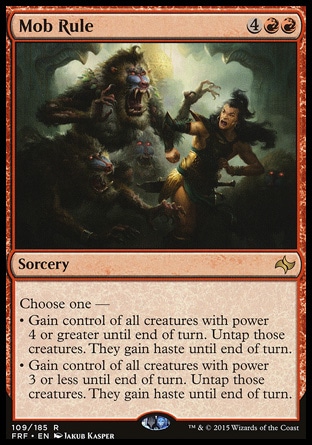 Mob Rule 4
Sorcery
Choose one —
• Gain control of all creatures with power
4 or greater until end of turn. Untap those
creatures. They gain haste until end of turn.
• Gain control of all creatures with power
3 or less until end of turn. Untap those
creatures. They gain haste until end of turn.
109/185 R
FRF • EN Jakub Kasper
™ & © 2015 Wizards of the Coast